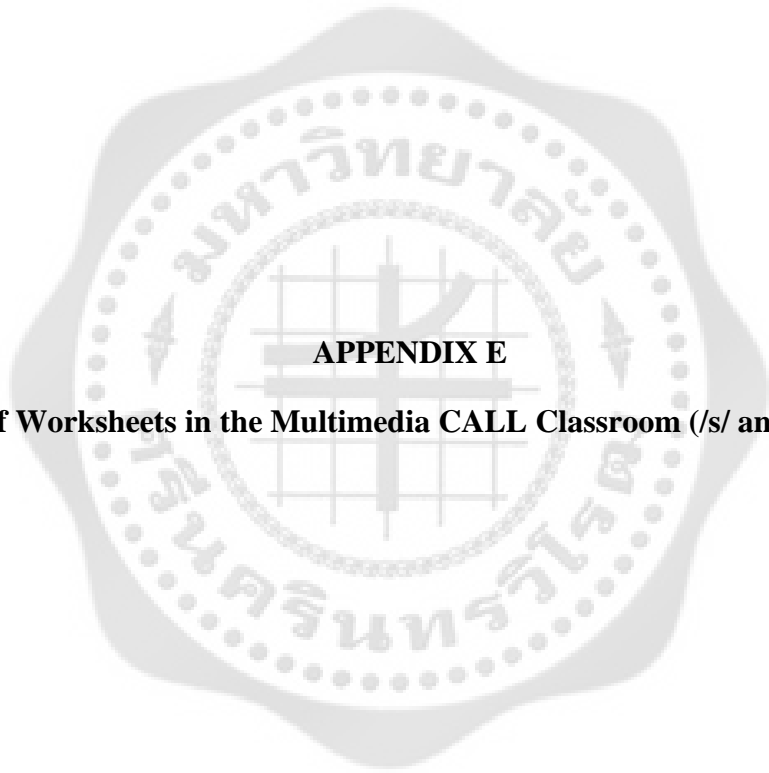 มหาวิทยาลัย
APPENDIX E
f Worksheets in the Multimedia CALL Classroom (/s/ an
ศรีนครินทรวิโรฒ